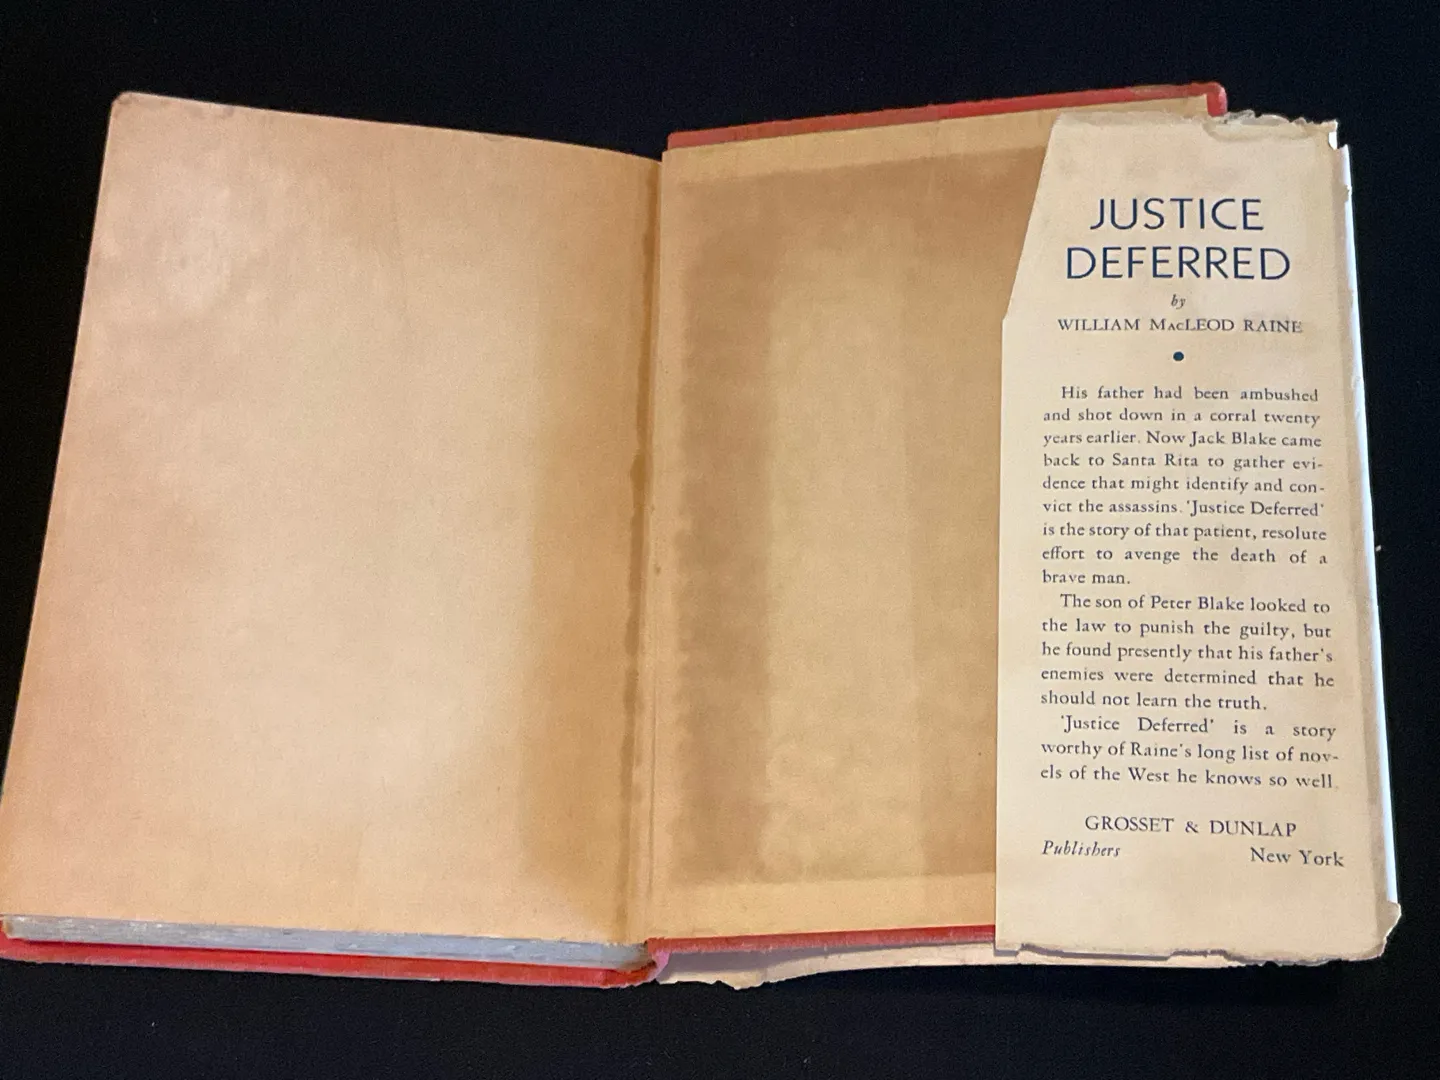 JUSTICE
DEFERRED
by
WILLIAM MacLEOD RAINE
His father had been ambushed
and shot down in a corral twenty
years earlier. Now Jack Blake came
back to Santa Rita to gather evi-
dence that might identify and con-
vict the assassins. 'Justice Deferred'
is the story of that patient, resolute
effort to avenge the death of a
brave man.
The son of Peter Blake looked to
the law to punish the guilty, but
he found presently that his father's
enemies were determined that he
should not learn the truth.
'Justice Deferred' is a story
worthy of Raine's long list of nov-
els of the West he knows so well.
GROSSET & DUNLAP
Publishers New York